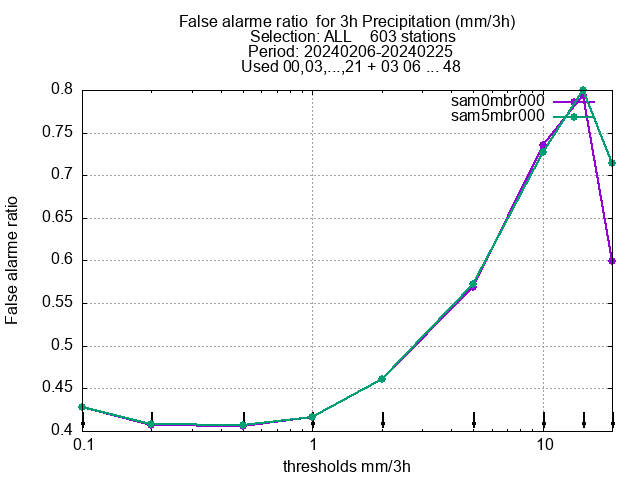 False alarme ratio  for 3h Precipitation (mm/3h)
Selection: ALL    603 stations
Period: 20240206-20240225
Used 00,03,...,21 + 03 06 ... 48
sam0mbr000
sam5mbr000
0.8
0.75
0.7
0.65
0.6
0.55
0.5
0.45
0.4
False alarme ratio
0.1
1
10
thresholds mm/3h